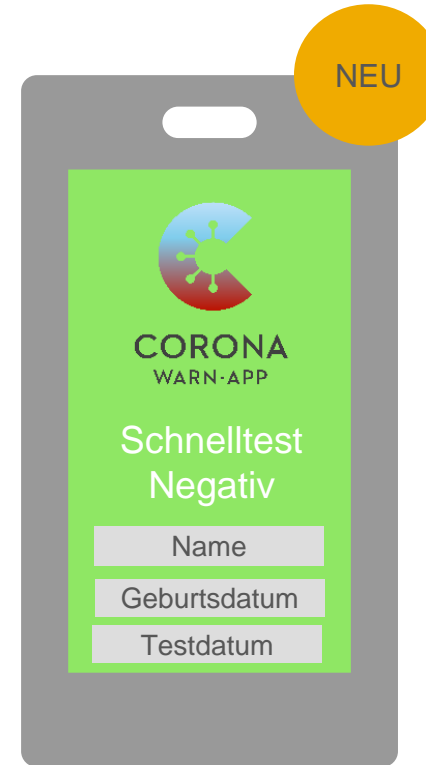 NEU
CORONA
WARN-APP
Schnelltest
Negativ
Name
Geburtsdatum
Testdatum